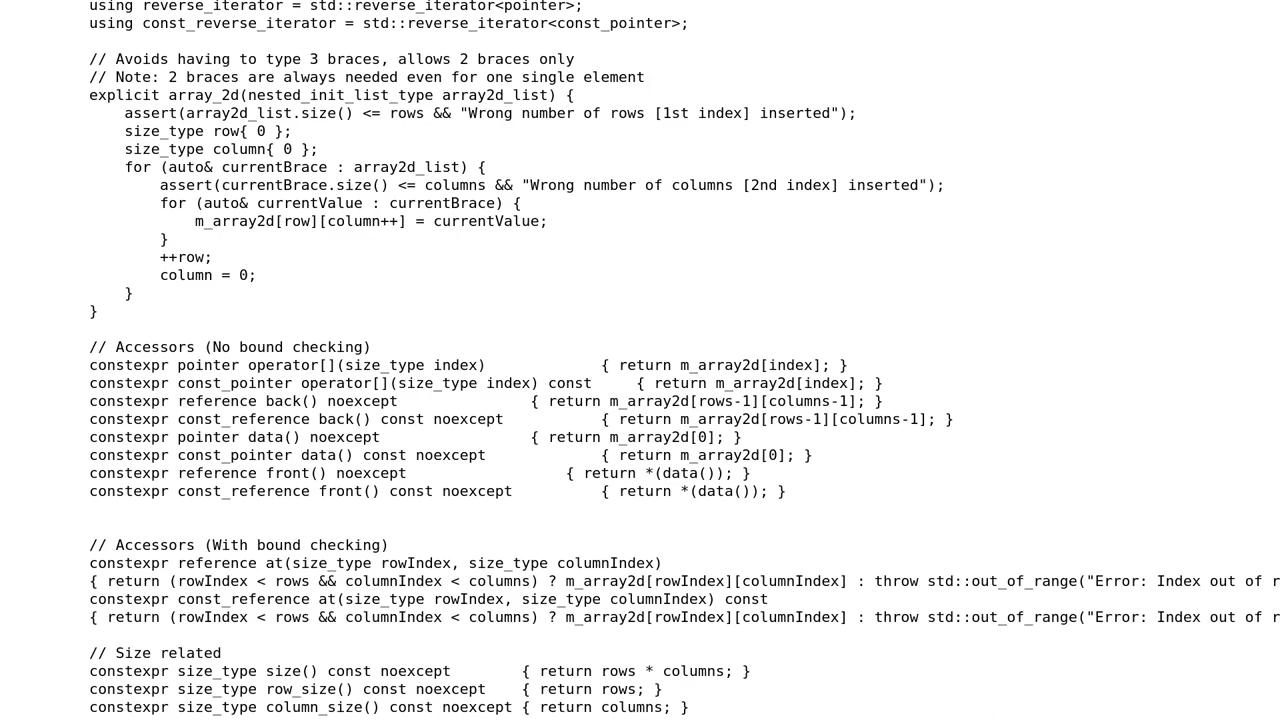 using reverse_iterator = std::reverse_iterator<pointer>;
using const_reverse_iterator = std::reverse_iterator<const_pointer>;
// Avoids having to type 3 braces, allows 2 braces only
// Note: 2 braces are always needed even for one single element
explicit array_2d(nested_init_list_type array2d_list) {
assert(array2d_list.size() <= rows && "Wrong number of rows [1st index] inserted");
size_type row{ 0 };
size_type column{ 0 };
for (auto& currentBrace : array2d_list) {
assert(currentBrace.size() <= columns && "Wrong number of columns [2nd index] inserted");
for (auto& currentValue : currentBrace) {
m_array2d[row][column++] = currentValue;
}
++row;
column = 0;
}
}
// Accessors (No bound checking)
constexpr pointer operator[](size_type index) { return m_array2d[index]; }
constexpr const_pointer operator[](size_type index) const { return m_array2d[index]; }
constexpr reference back() noexcept { return m_array2d[rows-1][columns-1]; }
constexpr const_reference back() const noexcept { return m_array2d[rows-1][columns-1]; }
constexpr pointer data() noexcept { return m_array2d[0]; }
constexpr const_pointer data() const noexcept { return m_array2d[0]; }
constexpr reference front() noexcept { return *(data()); }
constexpr const_reference front() const noexcept { return *(data()); }
// Accessors (With bound checking)
constexpr reference at(size_type rowIndex, size_type columnIndex)
{ return (rowIndex < rows && columnIndex < columns) ? m_array2d[rowIndex][columnIndex] : throw std::out_of_range("Error: Index out of r
constexpr const_reference at(size_type rowIndex, size_type columnIndex) const
{ return (rowIndex < rows && columnIndex < columns) ? m_array2d[rowIndex][columnIndex] : throw std::out_of_range("Error: Index out of r
// Size related
constexpr size_type size() const noexcept { return rows * columns; }
constexpr size_type row_size() const noexcept { return rows; }
constexpr size_type column_size() const noexcept { return columns; }